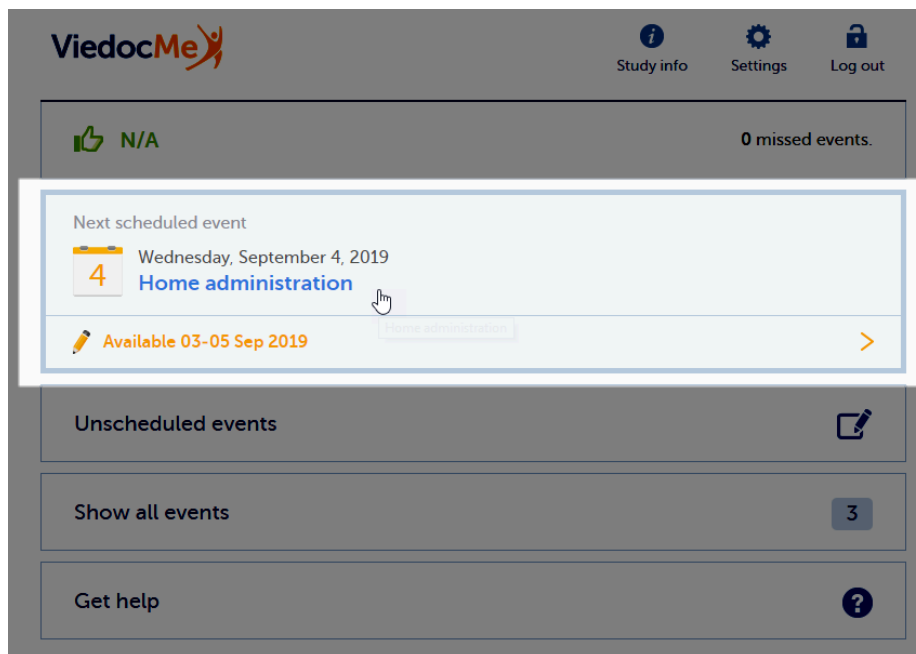 ViedocMe
Study info
Settings
Log out
N/A
0 missed events.
Next scheduled event
4
Wednesday, September 4, 2019
Home administration
Home administration
Available 03-05 Sep 2019
Unscheduled events
Show all events
3
Get help
?